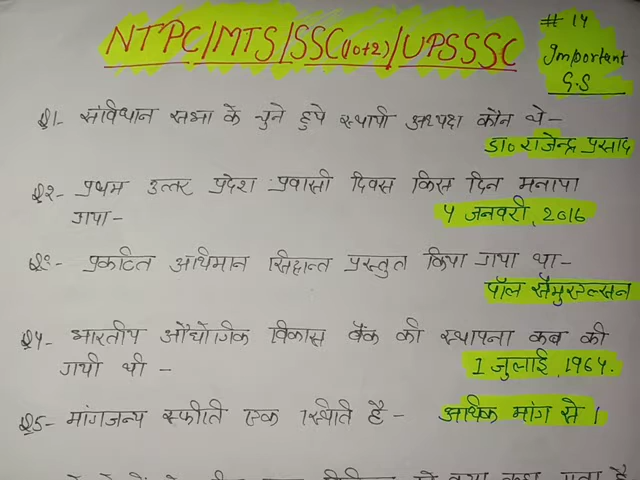 NTPC/MTS/SSC(10+2)/UPSSSC
#14
Important
G.S
Q1- संविधान सभा के चुने हुये स्थायी अध्यक्ष कौन थे-
डा० राजेन्द्र प्रसाद
Q2- प्रथम उत्तर प्रदेश प्रवासी दिवस किस दिन मनाया
गया-
4 जनवरी, 2016
Q3- प्रकटित अधिमान सिद्धान्त प्रस्तुत किया गया था-
पॉल सैमुएल्सन
Q4- भारतीय औद्योगिक विकास बैंक की स्थापना कब की
गयी थी -
1 जुलाई, 1964.
Q5- मांगजन्य स्फीति एक स्थिति है- अधिक मांग से।